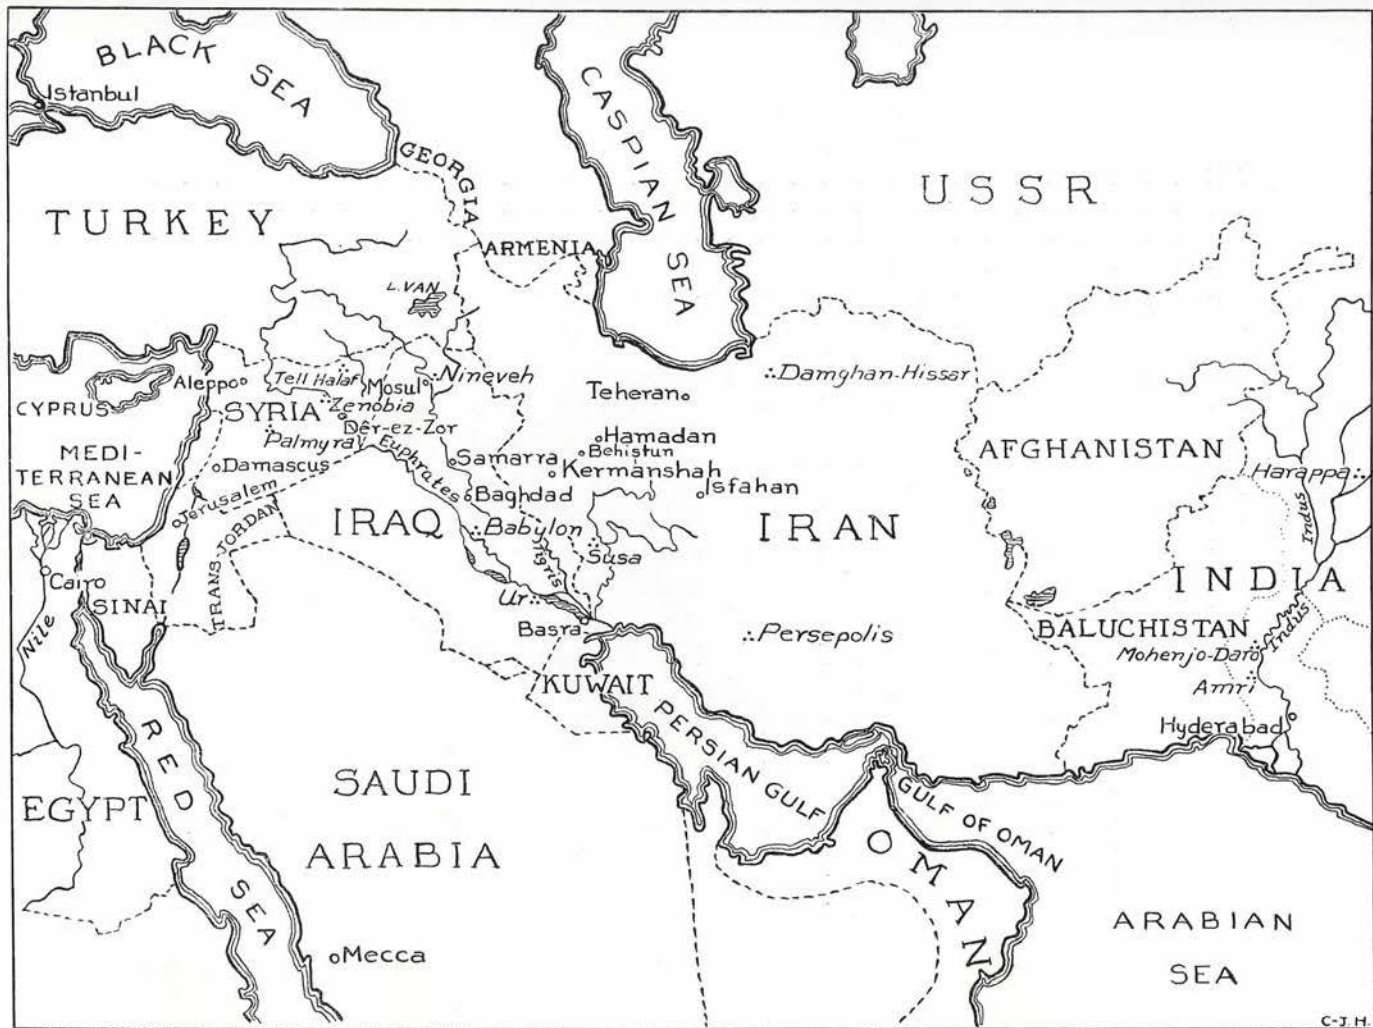 BLACK SEA
Istanbul
CASPIAN SEA
GEORGIA
USSR
TURKEY
ARMENIA
L. VAN
Aleppo
Tell Halaf
Mosul
Nineveh
Teheran
Damghan-Hissar
CYPRUS
SYRIA
Zenobia
Dêr-ez-Zor
Palmyra
Hamadan
Behistun
AFGHANISTAN
MEDI-
TERRANEAN
SEA
Damascus
Euphrates
Samarra
Kermanshah
Isfahan
Harappa
Jerusalem
Baghdad
Indus
TRANS-JORDAN
IRAQ
Babylon
IRAN
Susa
Tigris
Cairo
SINAI
Ur
INDIA
Nile
Basra
Persepolis
BALUCHISTAN
Indus
Mohenjo-Daro
Amri
KUWAIT
Hyderabad
RED SEA
PERSIAN GULF
EGYPT
SAUDI
ARABIA
GULF OF OMAN
OMAN
ARABIAN
SEA
Mecca
C-J.H.